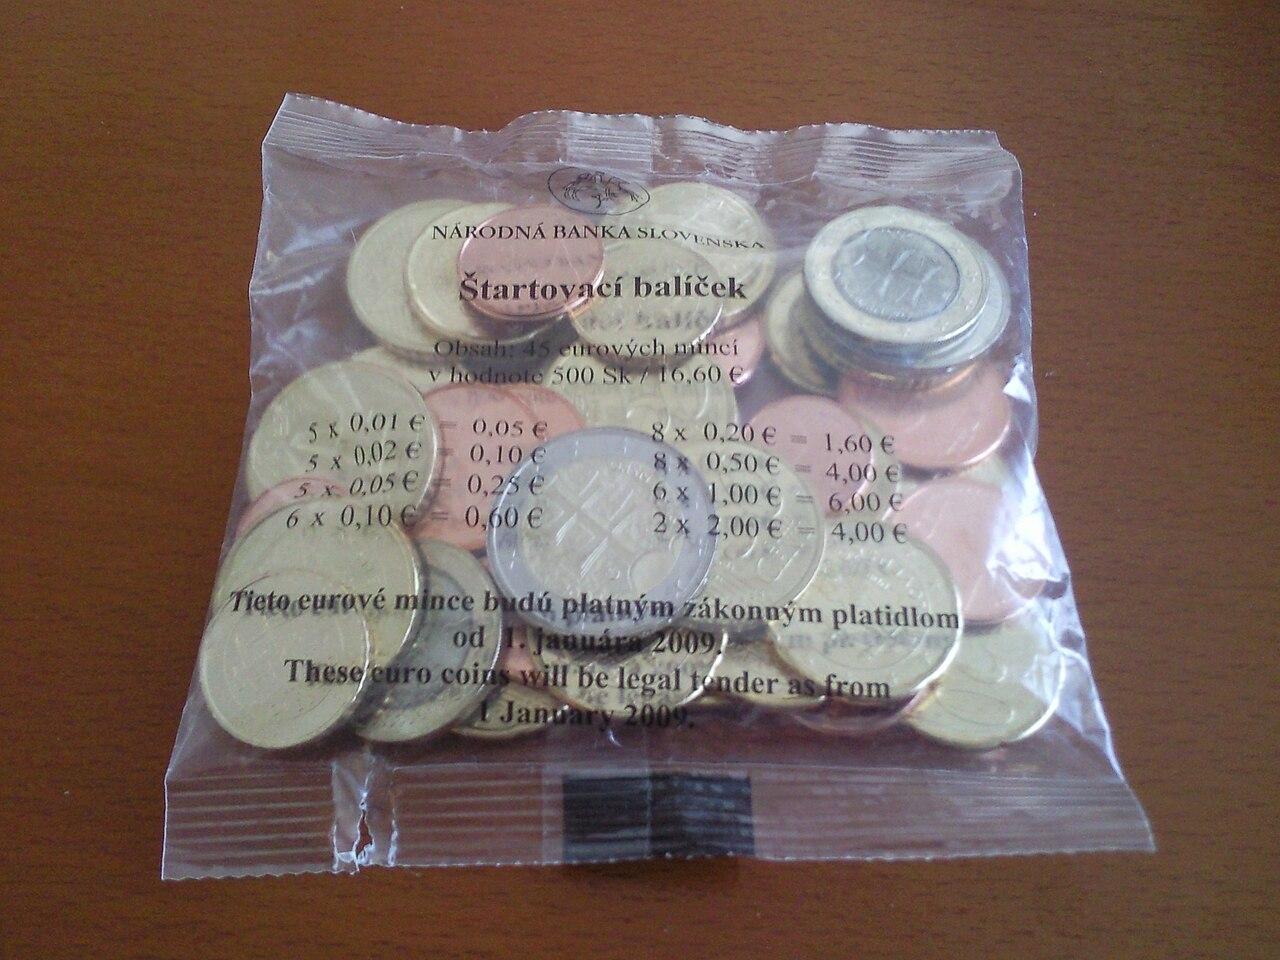 NÁRODNÁ BANKA SLOVENSKA
Štartovací balíček
Obsah: 45 eurových mincí
v hodnote 500 Sk / 16,60 €
5 x 0,01 € = 0,05 € 8 x 0,20 € = 1,60 €
5 x 0,02 € = 0,10 € 8 x 0,50 € = 4,00 €
5 x 0,05 € = 0,25 € 6 x 1,00 € = 6,00 €
6 x 0,10 € = 0,60 € 2 x 2,00 € = 4,00 €
Tieto eurové mince budú platným zákonným platidlom
od 1. januára 2009.
These euro coins will be legal tender as from
1 January 2009.